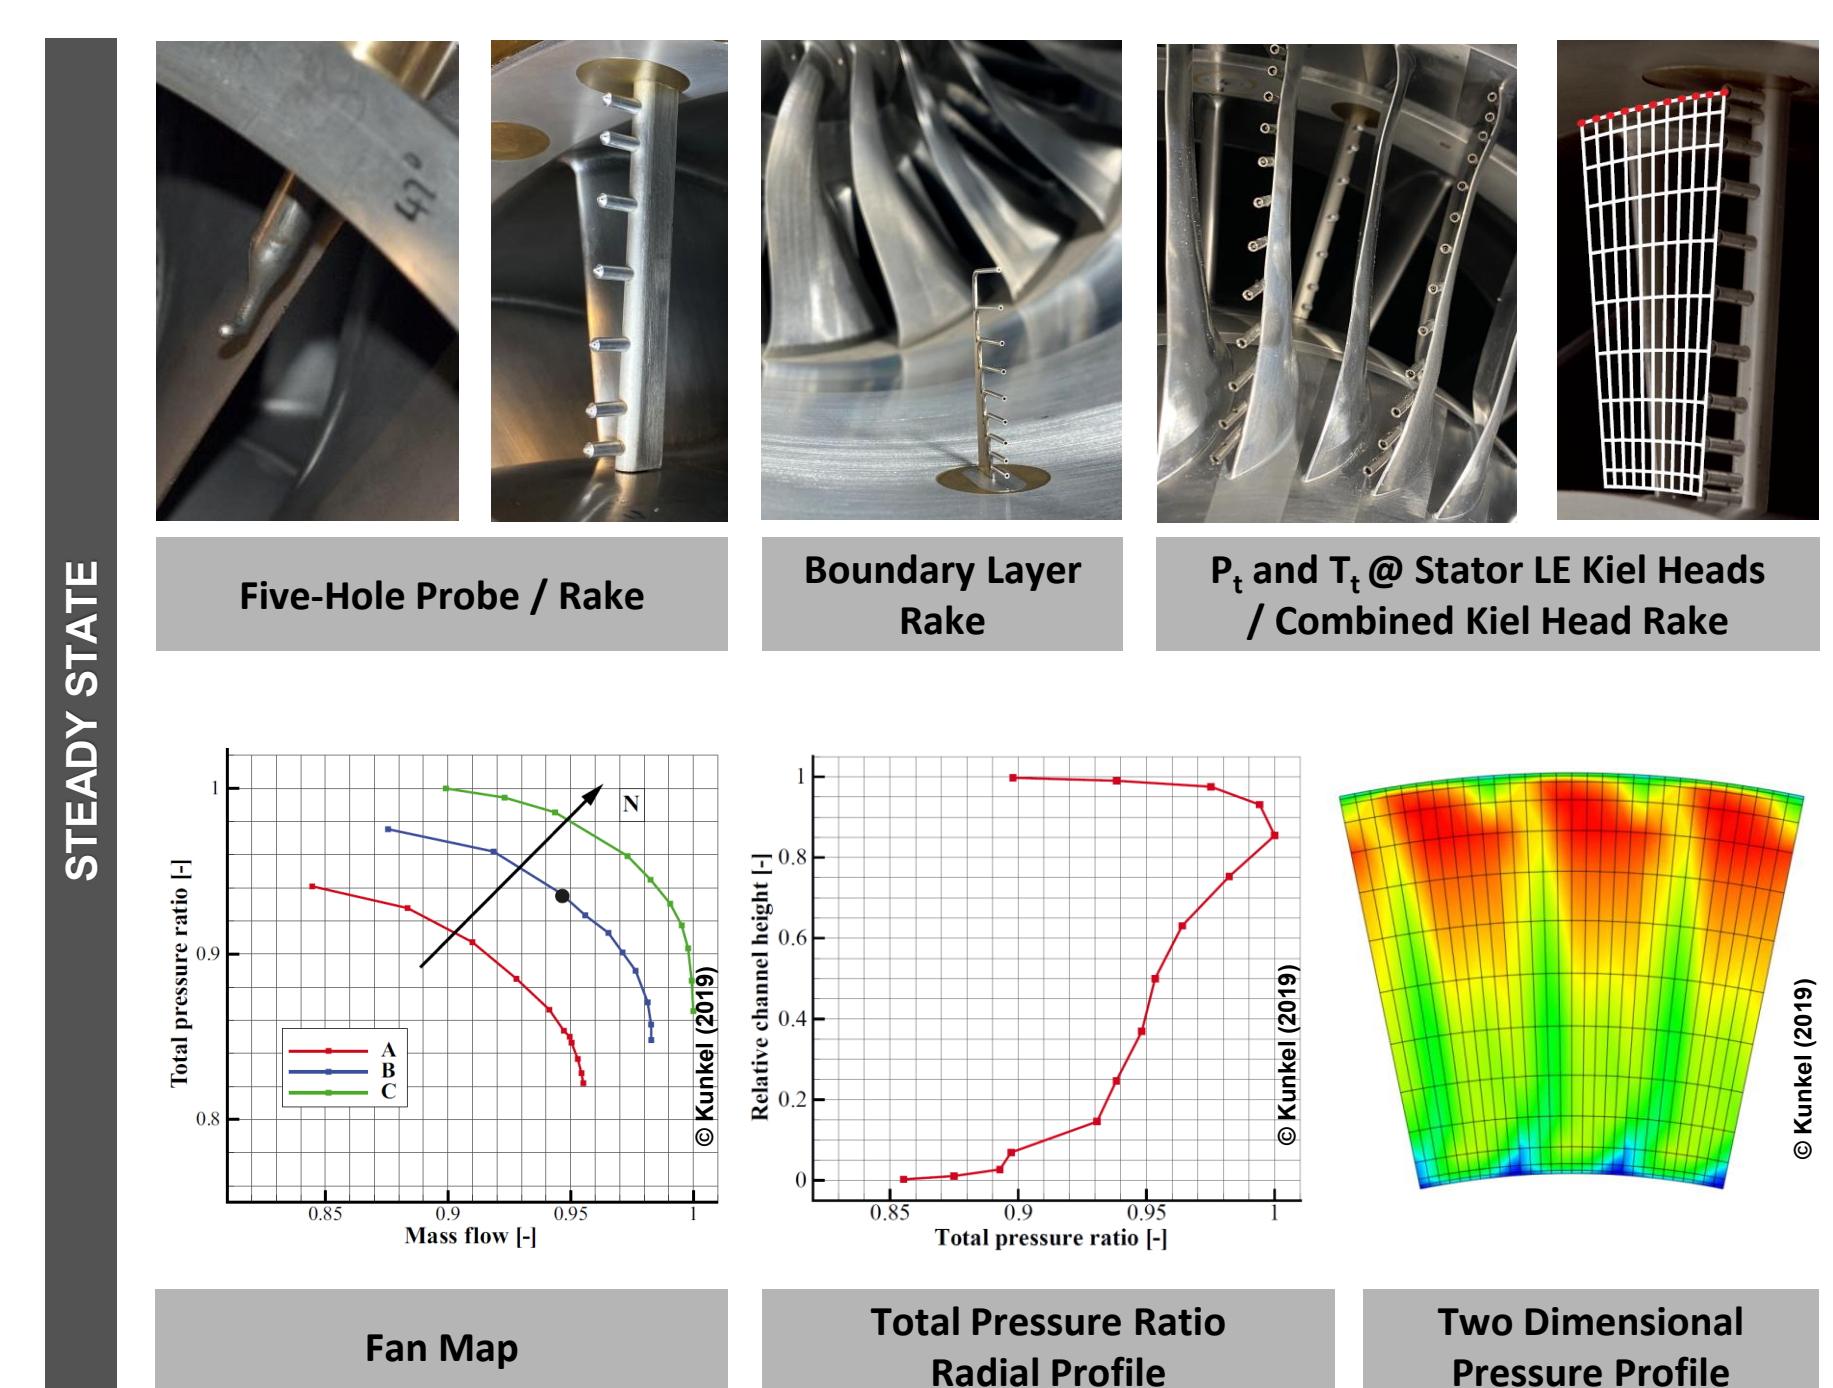 STEADY STATE
47°
Five-Hole Probe / Rake
Boundary Layer
Rake
Pt and Tt @ Stator LE Kiel Heads
/ Combined Kiel Head Rake
1
0.9
0.8
Total pressure ratio [-]
N
A
B
C
0.85
0.9
0.95
1
Mass flow [-]
© Kunkel (2019)
1
0.8
0.6
0.4
0.2
0
Relative channel height [-]
0.85
0.9
0.95
1
Total pressure ratio [-]
© Kunkel (2019)
© Kunkel (2019)
Fan Map
Total Pressure Ratio
Radial Profile
Two Dimensional
Pressure Profile